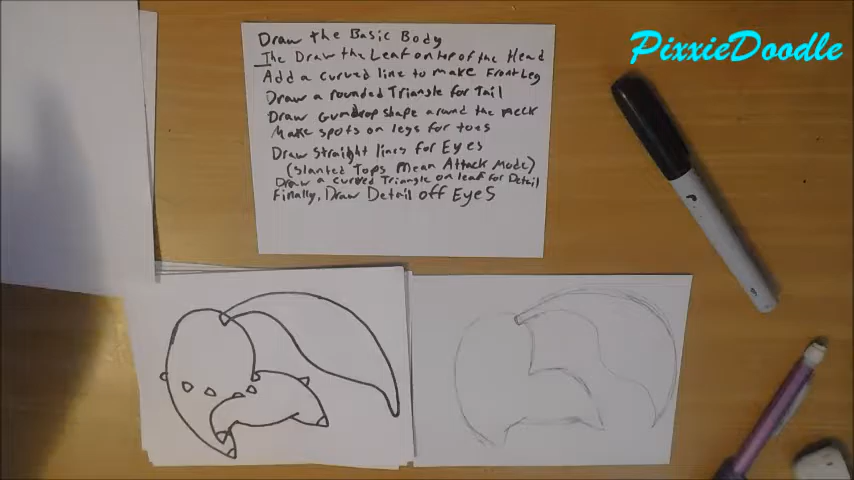 PixxieDoodle
Draw the Basic Body
The Draw the Leaf on top of the Head
Add a curved line to make Front Leg
Draw a rounded Triangle for Tail
Draw Gumdrop shape around the neck
Make spots on legs for toes
Draw Straight lines for Eyes
(Slanted Tops Mean Attack Mode)
Draw a curved Triangle on leaf for Detail
Finally, Draw Detail off Eyes